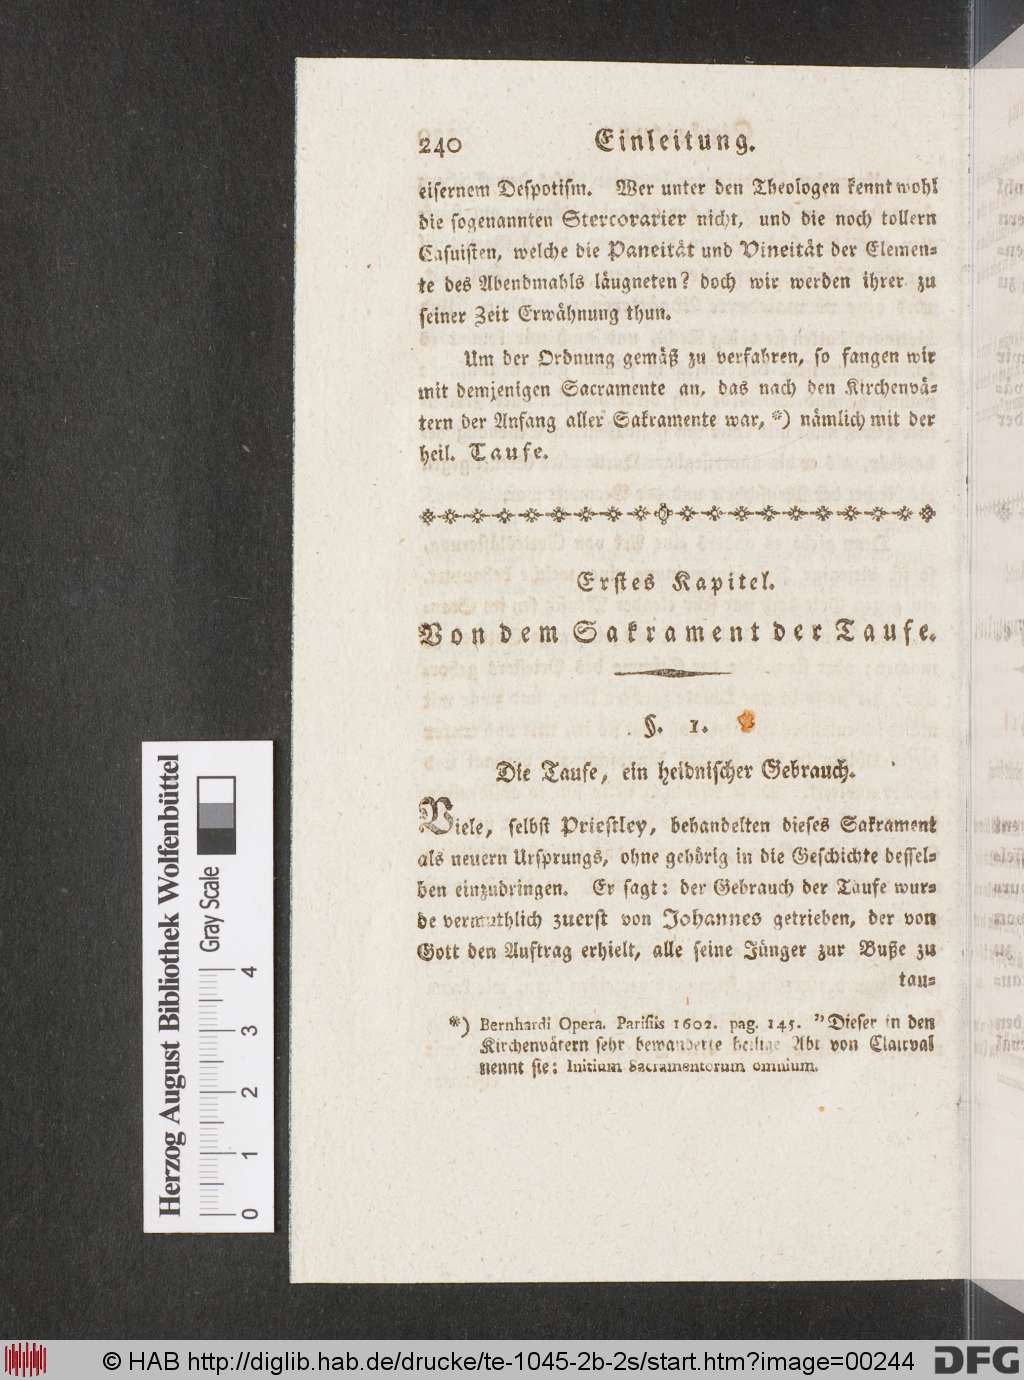 240 Einleitung.
eisernem Despotism. Wer unter den Theologen kennt wohl
die sogenannten Stercorarier nicht, und die noch tollern
Casuisten, welche die Paneität und Vineität der Elemen-
te des Abendmahls läugneten? doch wir werden ihrer zu
seiner Zeit Erwähnung thun.
Um der Ordnung gemäß zu verfahren, so fangen wir
mit demjenigen Sacramente an, das nach den Kirchenvä-
tern der Anfang aller Sakramente war, *) nämlich mit der
heil. Taufe.
Erstes Kapitel.
Von dem Sakrament der Taufe.
§. 1.
Die Taufe, ein heidnischer Gebrauch.
Viele, selbst Priestley, behandelten dieses Sakrament
als neuern Ursprungs, ohne gehörig in die Geschichte dessel-
ben einzudringen. Er sagt: der Gebrauch der Taufe wur-
de vermuthlich zuerst von Johannes getrieben, der von
Gott den Auftrag erhielt, alle seine Jünger zur Buße zu
tau-
*) Bernhardi Opera. Parisiis 1602. pag. 145. "Dieser in den
Kirchenvätern sehr bewanderte heilige Abt von Clairval
nennt sie: Initium Sacramentorum omnium.
Herzog August Bibliothek Wolfenbüttel
Gray Scale
0 1 2 3 4
© HAB http://diglib.hab.de/drucke/te-1045-2b-2s/start.htm?image=00244
DFG